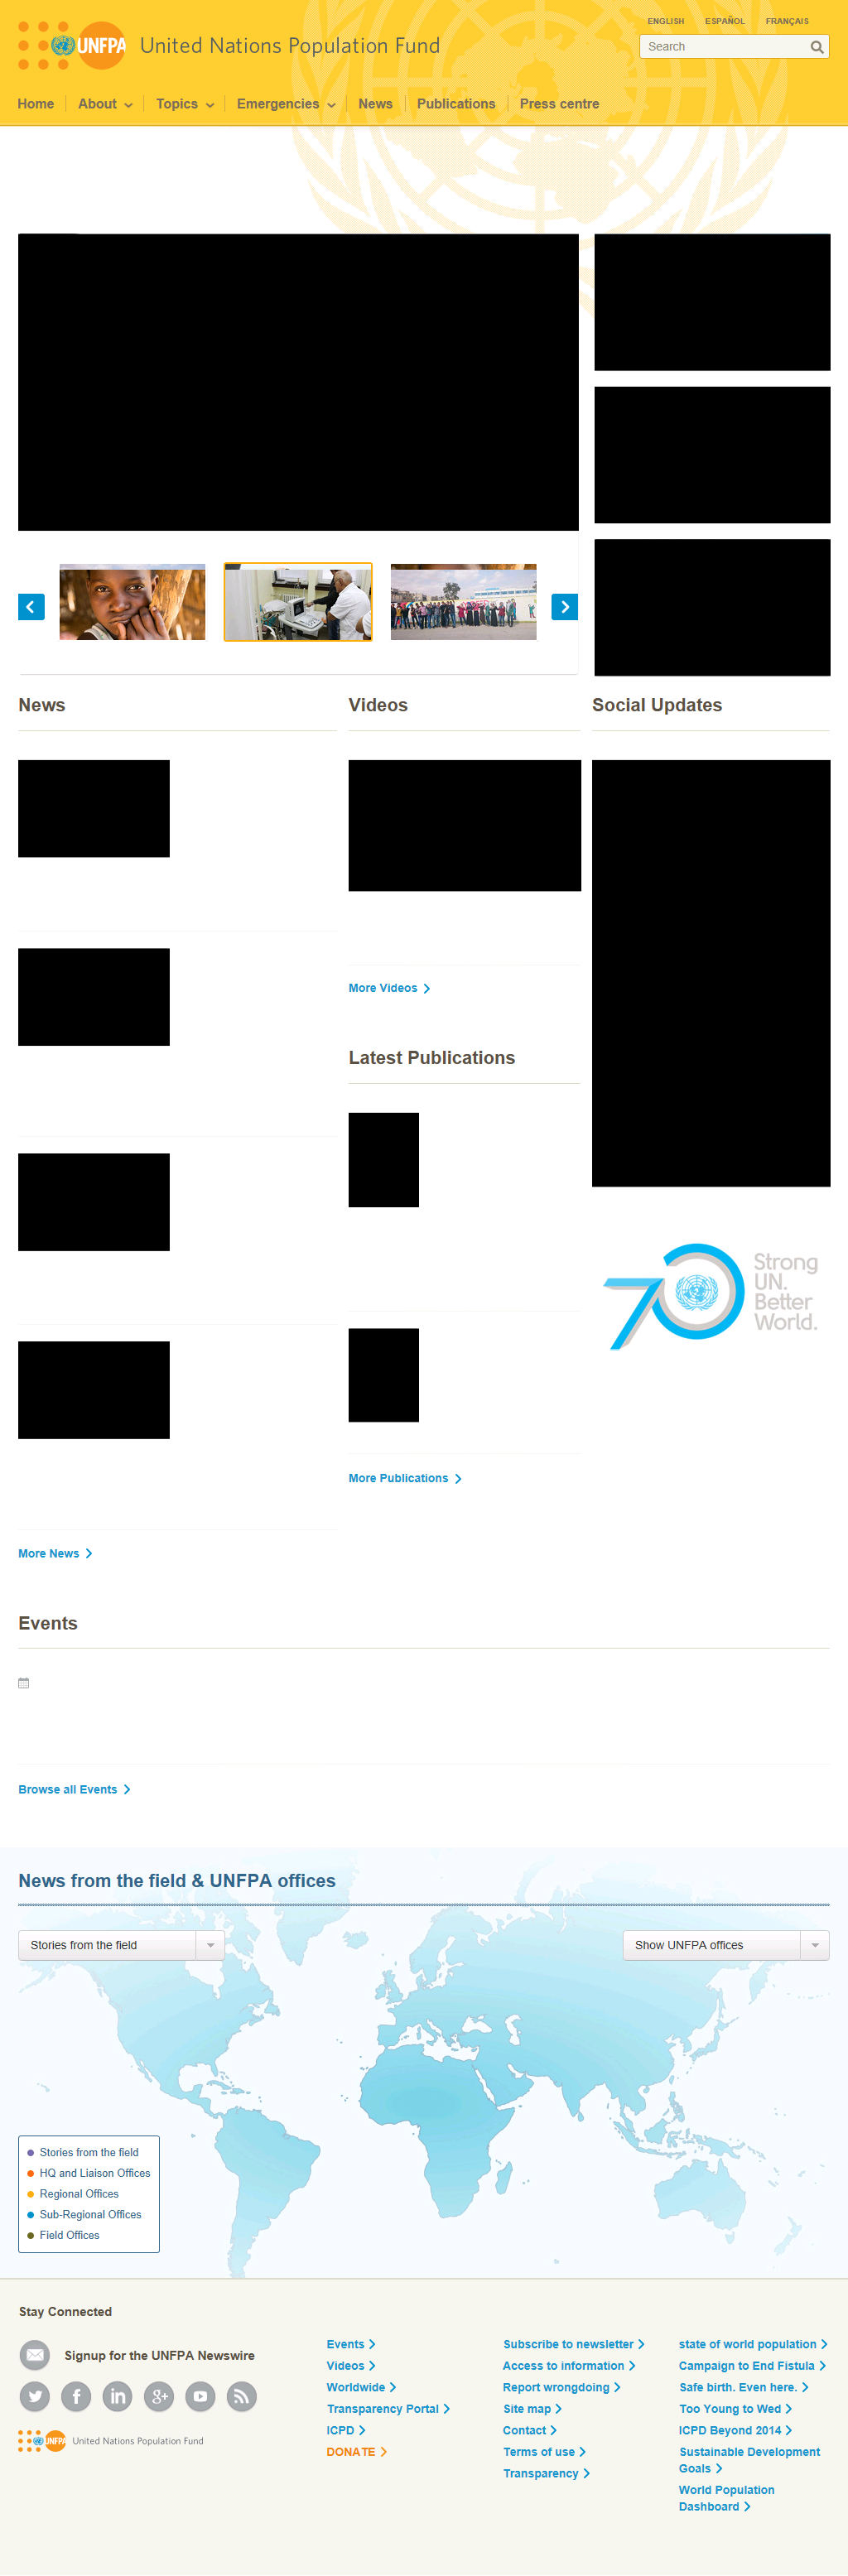 ENGLISH ESPAÑOL FRANÇAIS
UNFPA United Nations Population Fund
Search
Home About Topics Emergencies News Publications Press centre
News
Videos
Social Updates
More Videos
Latest Publications
Strong
UN.
Better
World.
70
More Publications
More News
Events
Browse all Events
News from the field & UNFPA offices
Stories from the field
Show UNFPA offices
Stories from the field
HQ and Liaison Offices
Regional Offices
Sub-Regional Offices
Field Offices
Stay Connected
Signup for the UNFPA Newswire
UNFPA United Nations Population Fund
Events
Videos
Worldwide
Transparency Portal
ICPD
DONATE
Subscribe to newsletter
Access to information
Report wrongdoing
Site map
Contact
Terms of use
Transparency
state of world population
Campaign to End Fistula
Safe birth. Even here.
Too Young to Wed
ICPD Beyond 2014
Sustainable Development
Goals
World Population
Dashboard